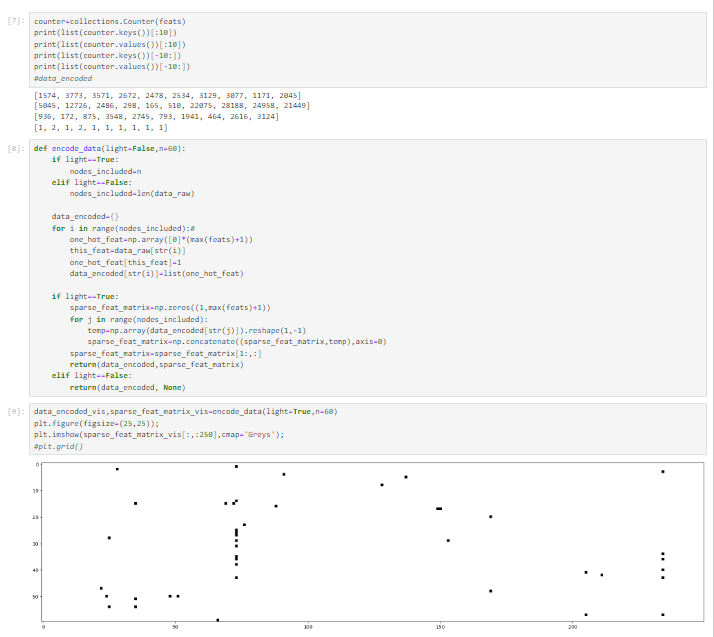 [7]:
counter=collections.Counter(feats)
print(list(counter.keys())[:10])
print(list(counter.values())[:10])
print(list(counter.keys())[-10:])
print(list(counter.values())[-10:])
#data_encoded
[1574, 3773, 3571, 2672, 2478, 2534, 3129, 3077, 1171, 2045]
[5045, 12726, 2486, 298, 165, 510, 22075, 28188, 24958, 21449]
[936, 172, 875, 3548, 2745, 793, 1941, 464, 2616, 3124]
[1, 2, 1, 2, 1, 1, 1, 1, 1, 1]
[8]:
def encode_data(light=False,n=60):
    if light==True:
        nodes_included=n
    elif light==False:
        nodes_included=len(data_raw)

    data_encoded={}
    for i in range(nodes_included):#
        one_hot_feat=np.array([0]*(max(feats)+1))
        this_feat=data_raw[str(i)]
        one_hot_feat[this_feat]=1
        data_encoded[str(i)]=list(one_hot_feat)

    if light==True:
        sparse_feat_matrix=np.zeros((1,max(feats)+1))
        for j in range(nodes_included):
            temp=np.array(data_encoded[str(j)]).reshape(1,-1)
            sparse_feat_matrix=np.concatenate((sparse_feat_matrix,temp),axis=0)
        sparse_feat_matrix=sparse_feat_matrix[1:,:]
        return(data_encoded,sparse_feat_matrix)
    elif light==False:
        return(data_encoded, None)
[9]:
data_encoded_vis,sparse_feat_matrix_vis=encode_data(light=True,n=60)
plt.figure(figsize=(25,25));
plt.imshow(sparse_feat_matrix_vis[:,:250],cmap='Greys');
#plt.grid()
0
10
20
30
40
50
0 50 100 150 200